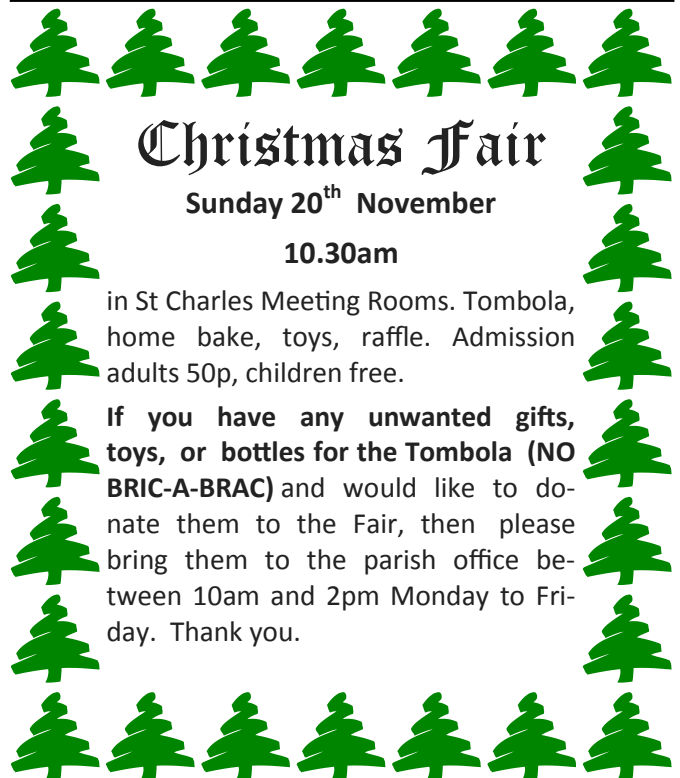 Christmas Fair
Sunday 20th November
10.30am
in St Charles Meeting Rooms. Tombola,
home bake, toys, raffle. Admission
adults 50p, children free.
If you have any unwanted gifts,
toys, or bottles for the Tombola (NO
BRIC-A-BRAC) and would like to do-
nate them to the Fair, then please
bring them to the parish office be-
tween 10am and 2pm Monday to Fri-
day. Thank you.